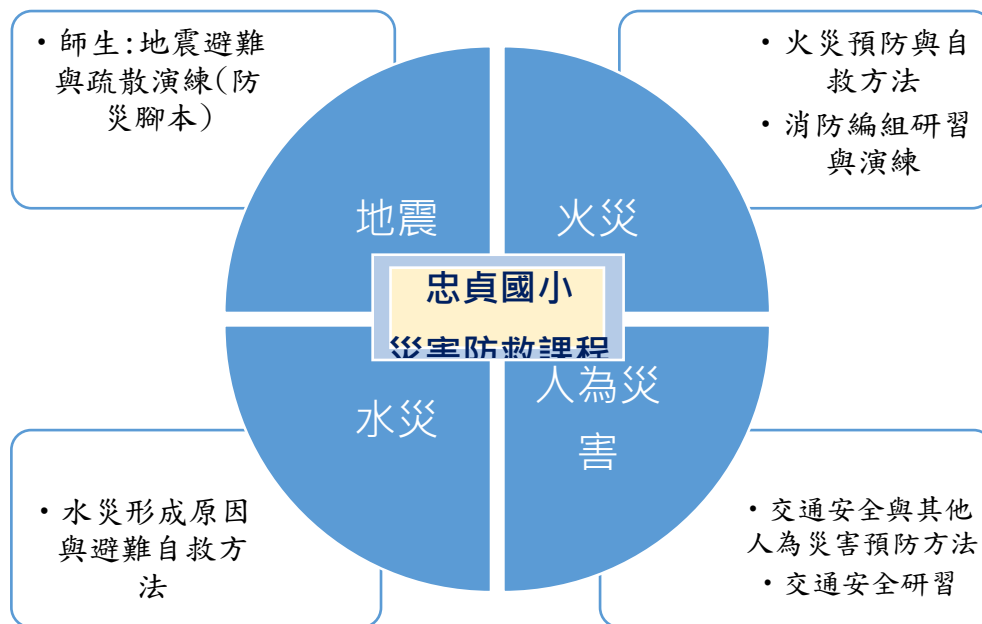 ・師生:地震避難
與疏散演練(防
災腳本)
・火災預防與自
救方法
・消防編組研習
與演練
地震
火災
忠貞國小
災害防救課程
水災
人為災
害
・水災形成原因
與避難自救方
法
・交通安全與其他
人為災害預防方法
・交通安全研習